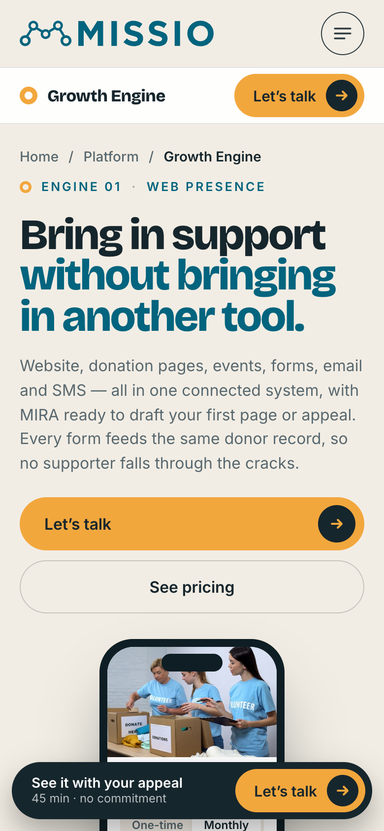 MISSIO
Growth Engine
Let's talk
Home / Platform / Growth Engine
ENGINE 01 · WEB PRESENCE
Bring in support
without bringing
in another tool.
Website, donation pages, events, forms, email
and SMS — all in one connected system, with
MIRA ready to draft your first page or appeal.
Every form feeds the same donor record, so
no supporter falls through the cracks.
Let's talk
See pricing
VOLUNTEER
VOLUNTEER
DONATE
HERE
DONATIONS
See it with your appeal
45 min · no commitment
Let's talk
One-time Monthly